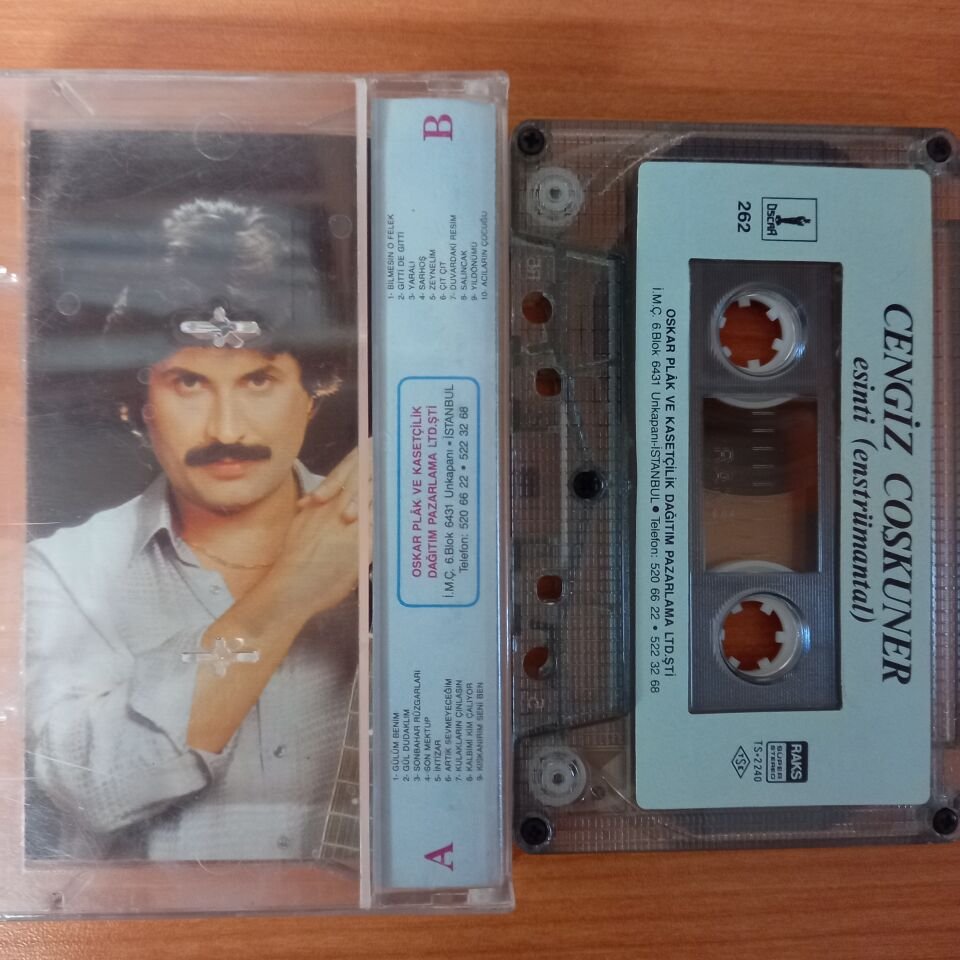 B
1- BİLMESİN O FELEK
2- GİTTİ DE GİTTİ
3- YARALI
4- SARHOŞ
5- ZEYNELİM
6- ÇIT ÇIT
7- DUVARDAKİ RESİM
8- SALINCAK
9- YILDÖNÜMÜ
10- ACILARIN ÇOCUĞU
OSKAR PLÂK VE KASETÇİLİK
DAĞITIM PAZARLAMA LTD.ŞTİ
İ.M.Ç. 6.Blok 6431 Unkapanı • İSTANBUL
Telefon: 520 66 22 • 522 32 68
A
1- GÜLÜM BENİM
2- GÜL DUDAKLIM
3- SONBAHAR RÜZGARLARI
4- SON MEKTUP
5- İNTİZAR
6- ARTIK SEVMEYECEĞİM
7- KULAKLARIN ÇINLASIN
8- KALBİMİ KIM ÇALIYOR
9- KISKANIRIM SENİ BEN
OSCAR
262
CENGİZ COSKUNER
esinti (enstrümantal)
OSKAR PLÂK VE KASETÇİLİK DAĞITIM PAZARLAMA LTD.ŞTİ
İ.M.Ç. 6.Blok 6431 Unkapanı-İSTANBUL • Telefon: 520 66 22 • 522 32 68
RAKS
SÜPER
STEREO
TS-2240
TSE